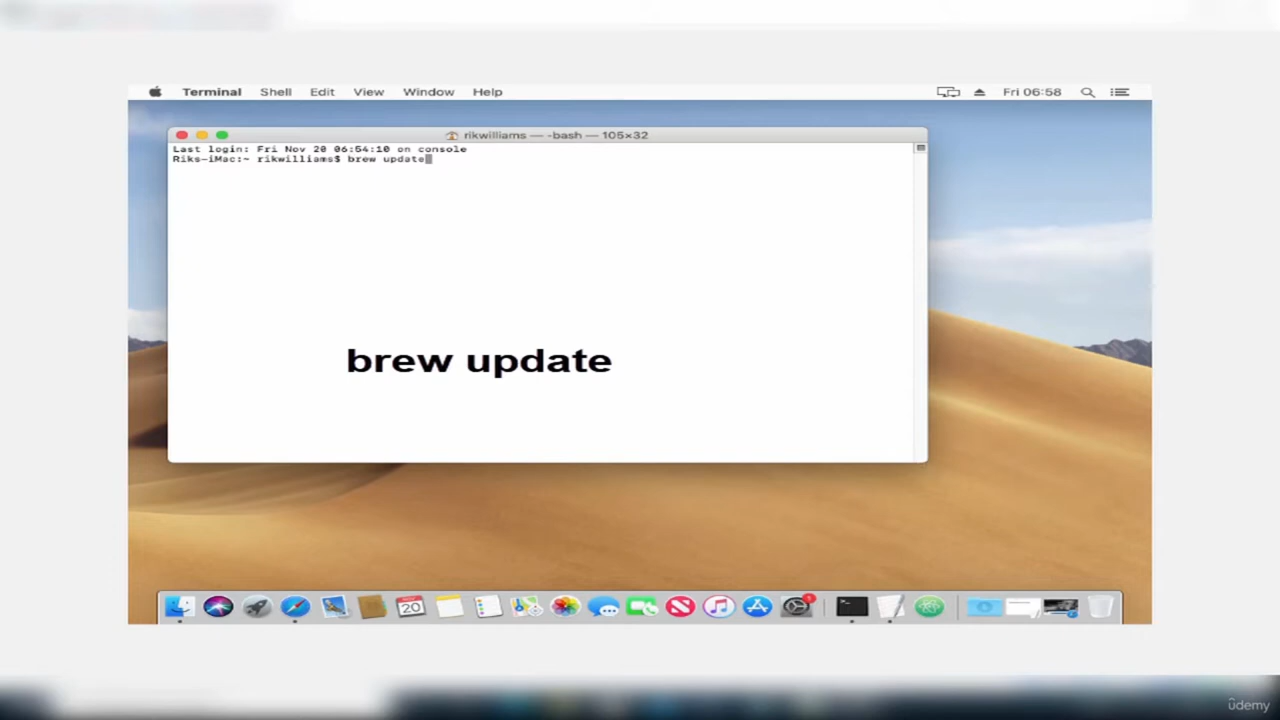 Terminal Shell Edit View Window Help Fri 06:58
rikwilliams — -bash — 105×32
Last login: Fri Nov 20 06:54:10 on console
Riks-iMac:~ rikwilliams$ brew update
brew update
20
1
udemy